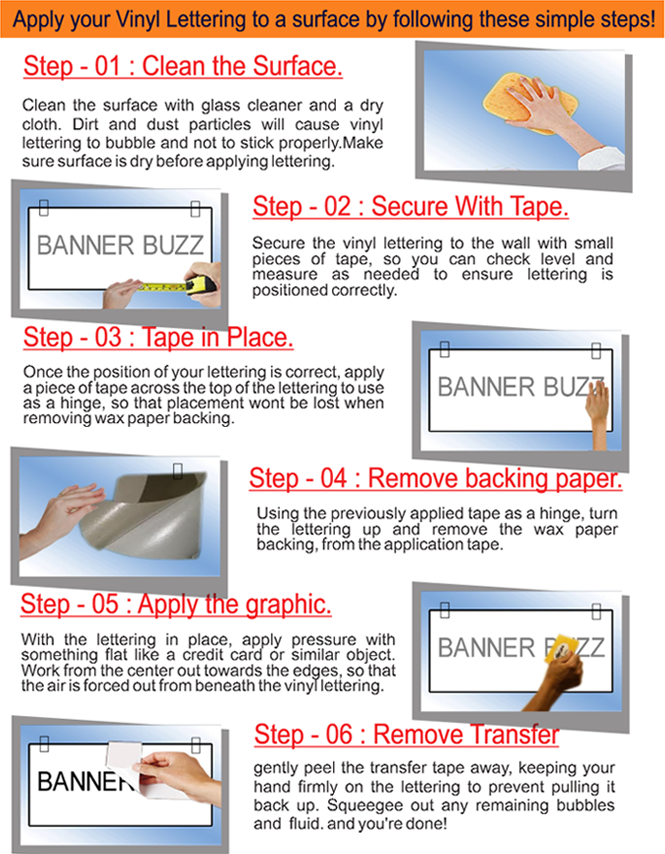 Apply your Vinyl Lettering to a surface by following these simple steps!
Step - 01 : Clean the Surface.
Clean the surface with glass cleaner and a dry
cloth. Dirt and dust particles will cause vinyl
lettering to bubble and not to stick properly.Make
sure surface is dry before applying lettering.
BANNER BUZZ
Step - 02 : Secure With Tape.
Secure the vinyl lettering to the wall with small
pieces of tape, so you can check level and
measure as needed to ensure lettering is
positioned correctly.
Step - 03 : Tape in Place.
Once the position of your lettering is correct, apply
a piece of tape across the top of the lettering to use
as a hinge, so that placement wont be lost when
removing wax paper backing.
BANNER BUZZ
Step - 04 : Remove backing paper.
Using the previously applied tape as a hinge, turn
the lettering up and remove the wax paper
backing, from the application tape.
Step - 05 : Apply the graphic.
With the lettering in place, apply pressure with
something flat like a credit card or similar object.
Work from the center out towards the edges, so that
the air is forced out from beneath the vinyl lettering.
BANNER BUZZ
BANNER
Step - 06 : Remove Transfer
gently peel the transfer tape away, keeping your
hand firmly on the lettering to prevent pulling it
back up. Squeegee out any remaining bubbles
and fluid. and you're done!